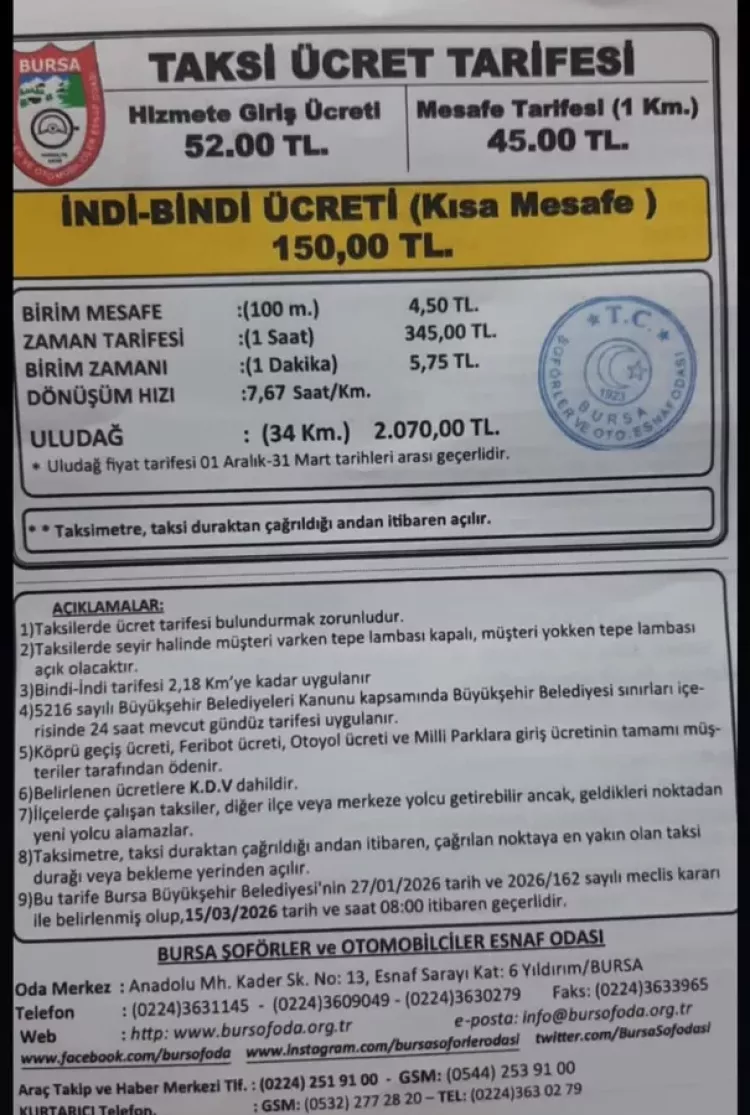 BURSA
TAKSİ ÜCRET TARİFESİ
Hizmete Giriş Ücreti
52.00 TL.
Mesafe Tarifesi (1 Km.)
45.00 TL.
İNDİ-BİNDİ ÜCRETİ (Kısa Mesafe )
150,00 TL.
BİRİM MESAFE :(100 m.) 4,50 TL.
ZAMAN TARİFESİ :(1 Saat) 345,00 TL.
BİRİM ZAMANI :(1 Dakika) 5,75 TL.
DÖNÜŞÜM HIZI :7,67 Saat/Km.
ULUDAĞ : (34 Km.) 2.070,00 TL.
* Uludağ fiyat tarifesi 01 Aralık-31 Mart tarihleri arası geçerlidir.
T.C.
1923
BURSA
ŞOFÖRLER VE OTO. ESNAF ODASI
* * Taksimetre, taksi duraktan çağrıldığı andan itibaren açılır.
AÇIKLAMALAR:
1)Taksilerde ücret tarifesi bulundurmak zorunludur.
2)Taksilerde seyir halinde müşteri varken tepe lambası kapalı, müşteri yokken tepe lambası
açık olacaktır.
3)Bindi-İndi tarifesi 2,18 Km'ye kadar uygulanır
4)5216 sayılı Büyükşehir Belediyeleri Kanunu kapsamında Büyükşehir Belediyesi sınırları içe-
risinde 24 saat mevcut gündüz tarifesi uygulanır.
5)Köprü geçiş ücreti, Feribot ücreti, Otoyol ücreti ve Milli Parklara giriş ücretinin tamamı müş-
teriler tarafından ödenir.
6)Belirlenen ücretlere K.D.V dahildir.
7)İlçelerde çalışan taksiler, diğer ilçe veya merkeze yolcu getirebilir ancak, geldikleri noktadan
yeni yolcu alamazlar.
8)Taksimetre, taksi duraktan çağrıldığı andan itibaren, çağrılan noktaya en yakın olan taksi
durağı veya bekleme yerinden açılır.
9)Bu tarife Bursa Büyükşehir Belediyesi'nin 27/01/2026 tarih ve 2026/162 sayılı meclis kararı
ile belirlenmiş olup,15/03/2026 tarih ve saat 08:00 itibaren geçerlidir.
BURSA ŞOFÖRLER ve OTOMOBİLCİLER ESNAF ODASI
Oda Merkez : Anadolu Mh. Kader Sk. No: 13, Esnaf Sarayı Kat: 6 Yıldırım/BURSA
Telefon : (0224)3631145 - (0224)3609049 - (0224)3630279 Faks: (0224)3633965
Web : http: www.bursofoda.org.tr e-posta: info@bursofoda.org.tr
www.facebook.com/bursofoda www.instagram.com/bursasoforlerodasi twitter.com/BursaSofodasi
Araç Takip ve Haber Merkezi Tlf. : (0224) 251 91 00 - GSM: (0544) 253 91 00
KURTARICI Telefon. : GSM: (0532) 277 28 20 – TEL: (0224)363 02 79